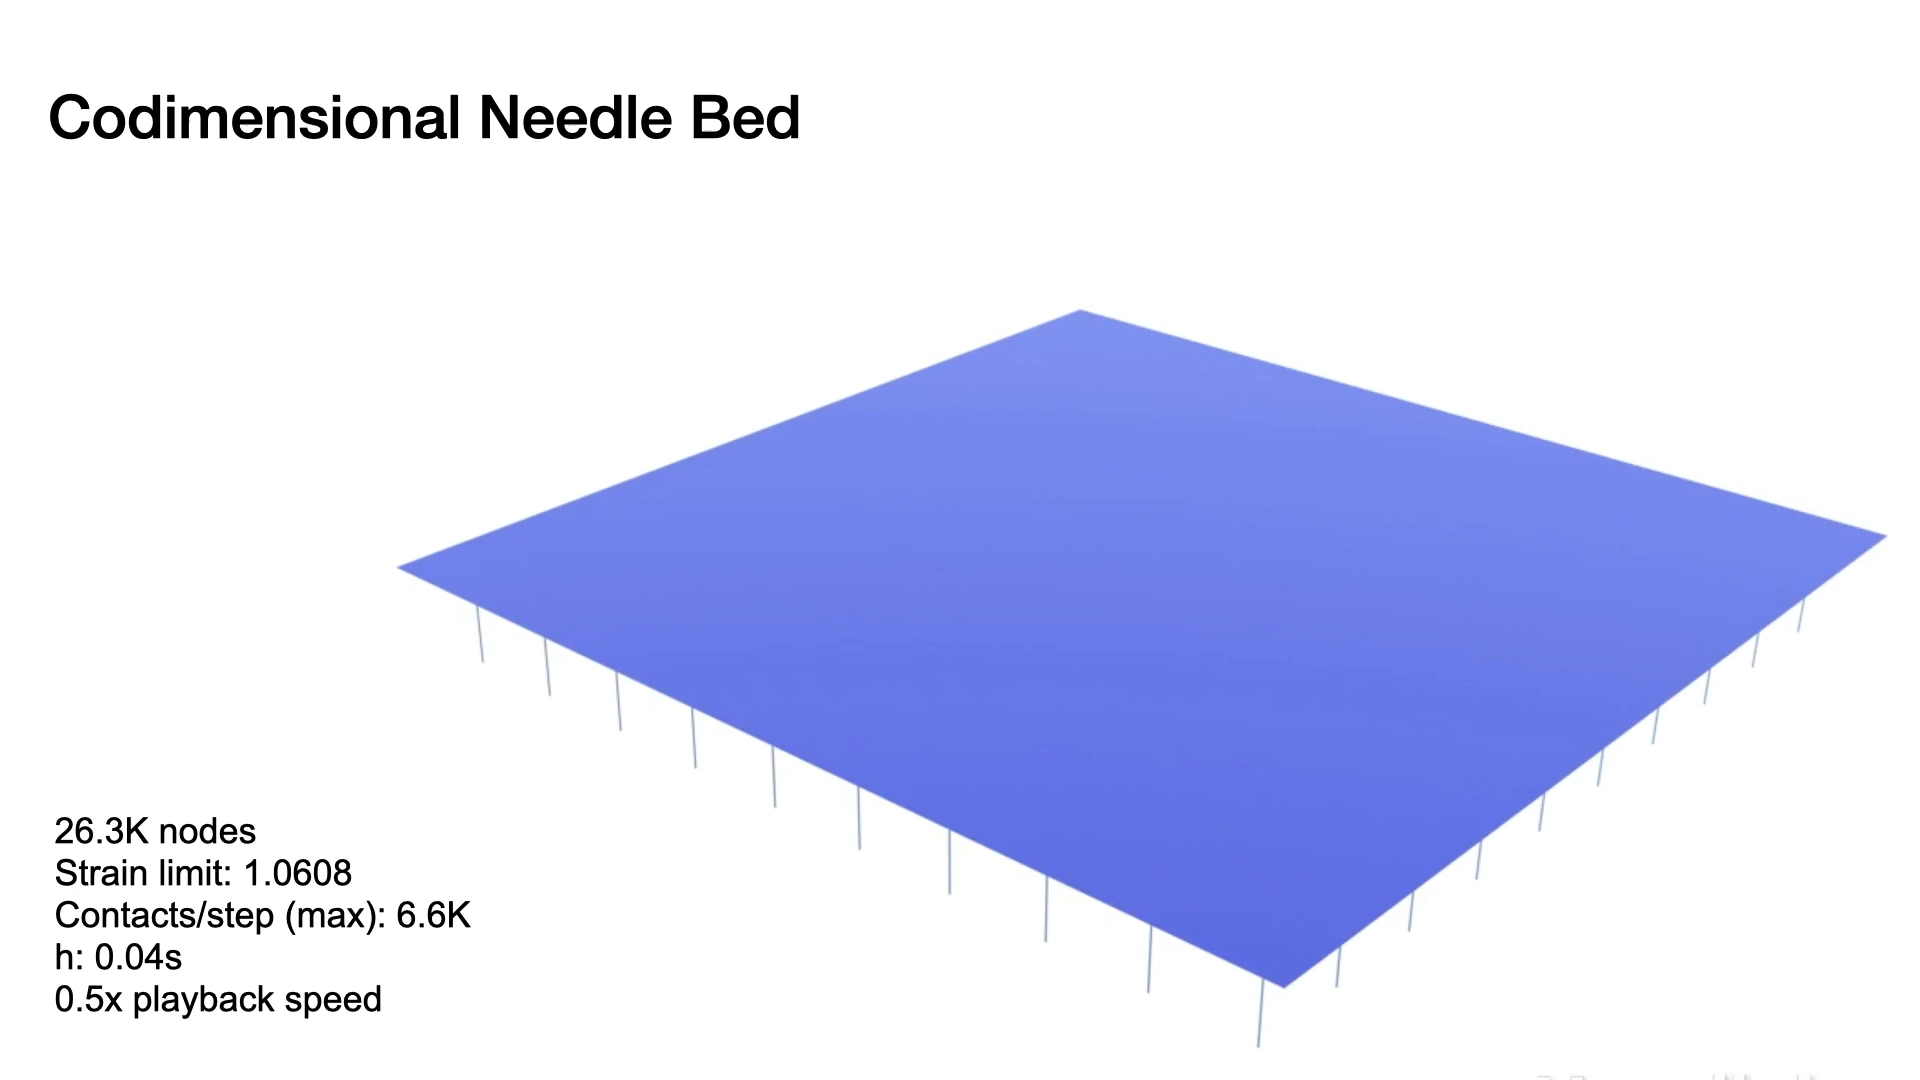 Codimensional Needle Bed
26.3K nodes
Strain limit: 1.0608
Contacts/step (max): 6.6K
h: 0.04s
0.5x playback speed